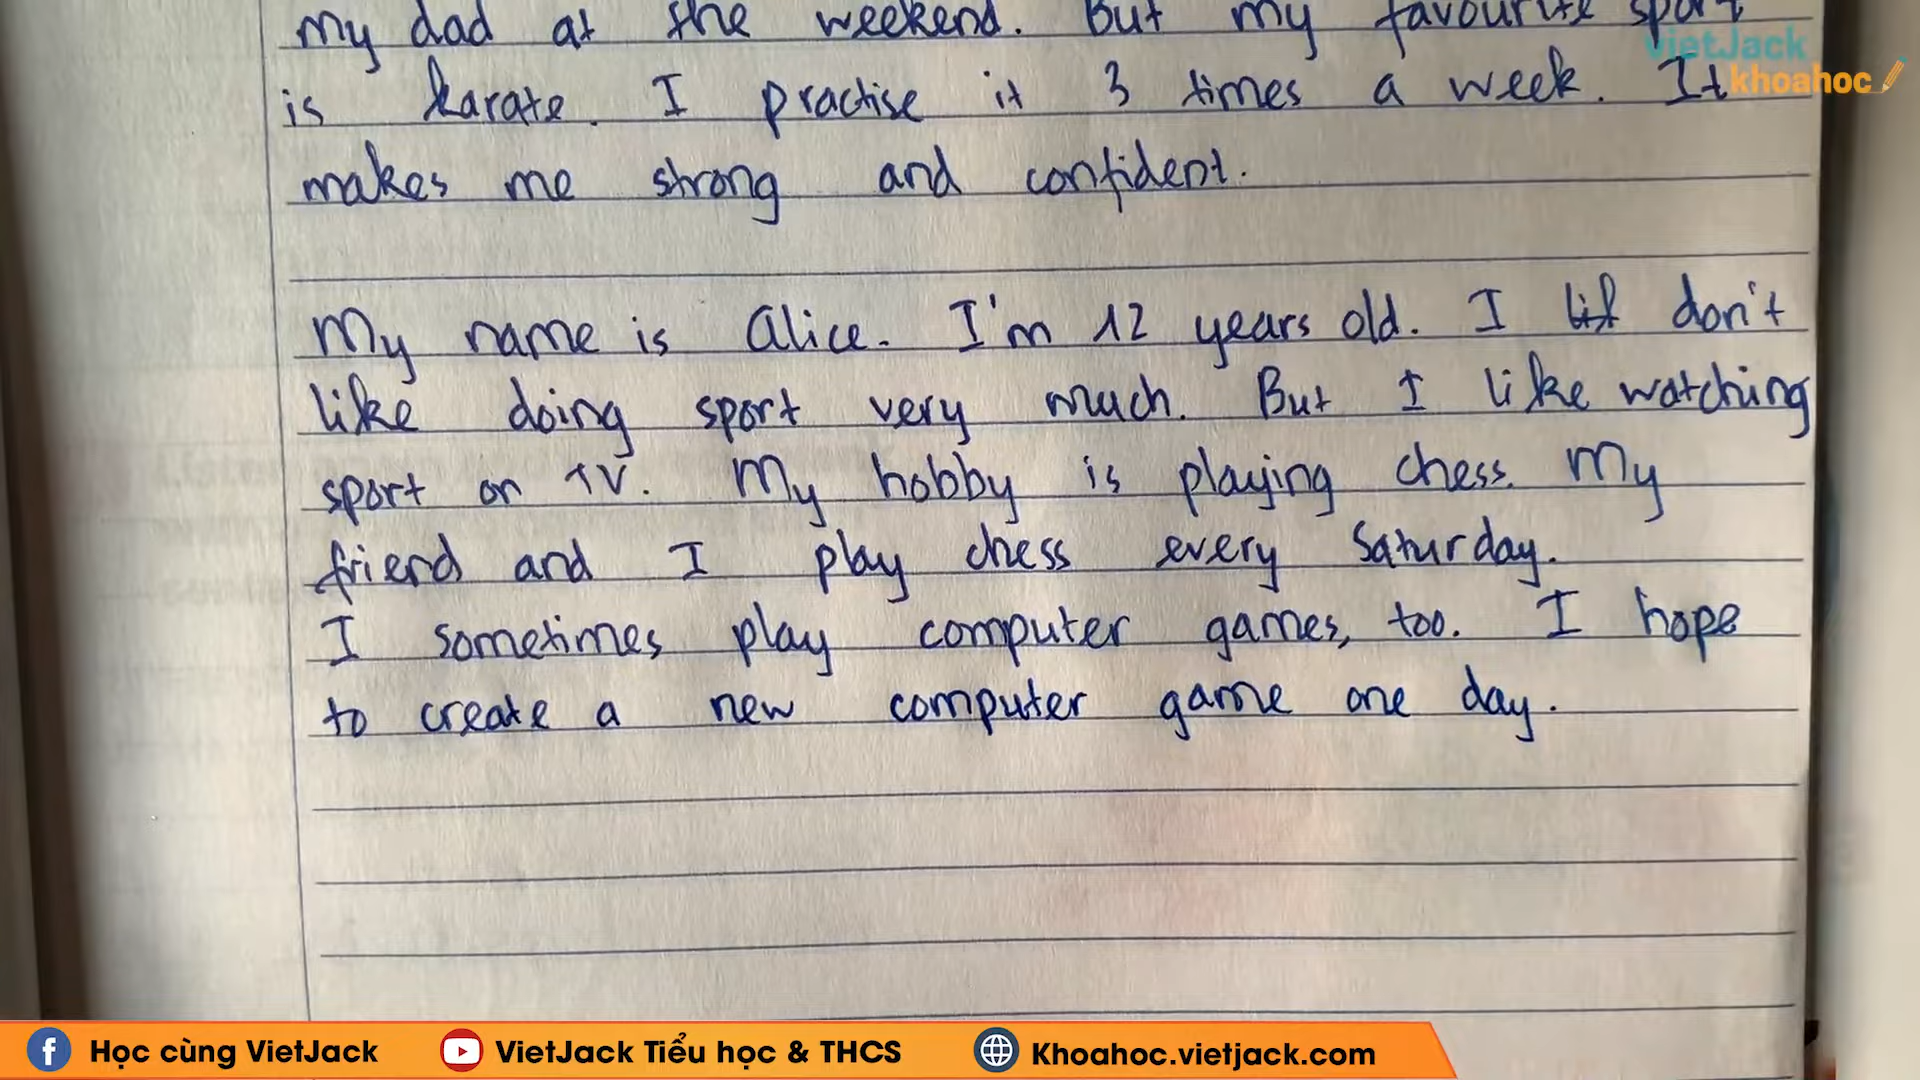 my dad at the weekend. But my favourite sport
vietJack
khoahoc
is karate. I practise it 3 times a week. It
makes me strong and confident.
My name is Alice. I'm 12 years old. I don't
like doing sport very much. But I like watching
sport on TV. My hobby is playing chess. My
friend and I play chess every Saturday.
I sometimes play computer games, too. I hope
to create a new computer game one day.
Học cùng VietJack
VietJack Tiểu học & THCS
Khoahoc.vietjack.com